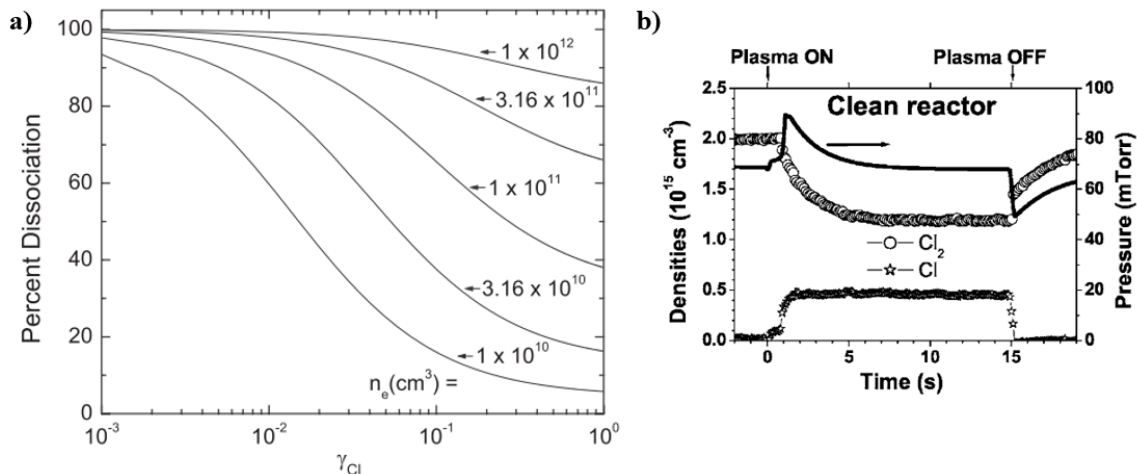 a)
100
80
60
40
20
0
Percent Dissociation
1 x 10^12
3.16 x 10^11
1 x 10^11
3.16 x 10^10
1 x 10^10
n_e(cm^3) =
10^-3
10^-2
10^-1
10^0
γ_Cl
b)
Plasma ON
Plasma OFF
Clean reactor
2.5
2.0
1.5
1.0
0.5
0.0
Densities (10^15 cm^-3)
Cl_2
Cl
100
80
60
40
20
0
Pressure (mTorr)
0
5
10
15
Time (s)